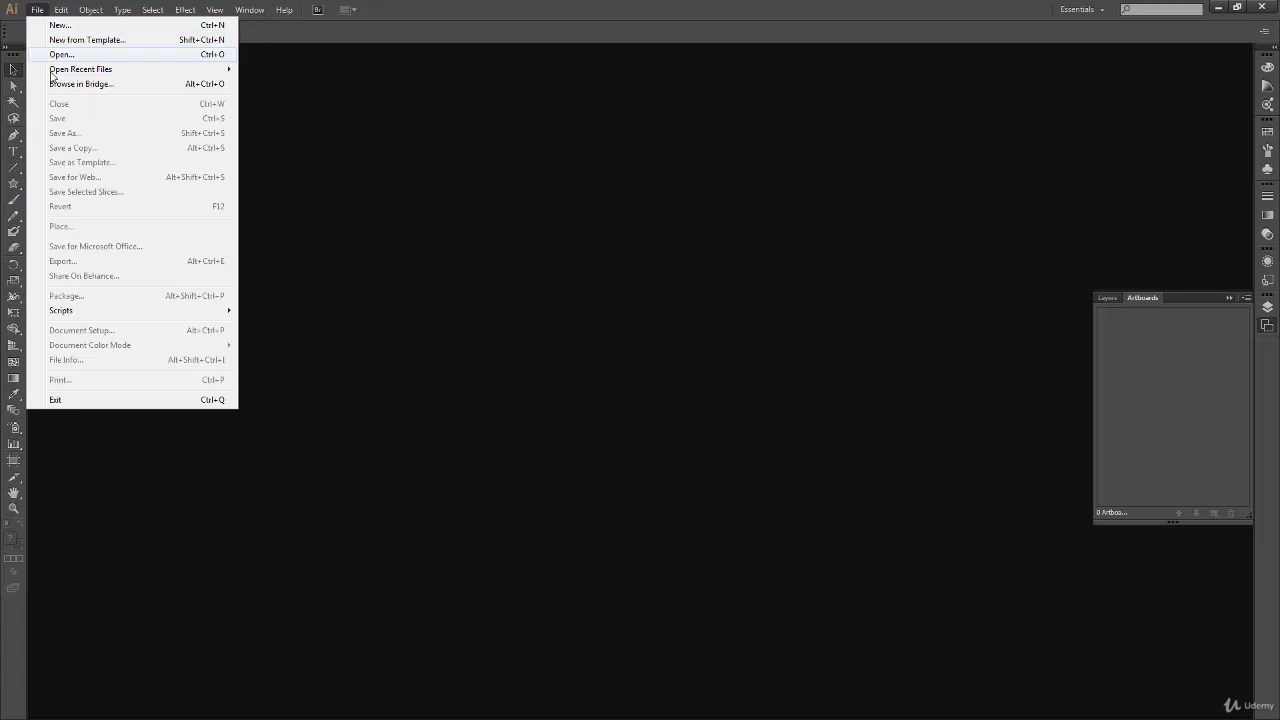 Ai File Edit Object Type Select Effect View Window Help Br Essentials
New... Ctrl+N
New from Template... Shift+Ctrl+N
Open... Ctrl+O
Open Recent Files
Browse in Bridge... Alt+Ctrl+O
Close Ctrl+W
Save Ctrl+S
Save As... Shift+Ctrl+S
Save a Copy... Alt+Ctrl+S
Save as Template...
Save for Web... Alt+Shift+Ctrl+S
Save Selected Slices...
Revert F12
Place...
Save for Microsoft Office...
Export... Alt+Ctrl+E
Share On Behance...
Package... Alt+Shift+Ctrl+P
Scripts
Document Setup... Alt+Ctrl+P
Document Color Mode
File Info... Alt+Shift+Ctrl+I
Print... Ctrl+P
Exit Ctrl+Q
Layers Artboards
0 Artboa...
Udemy